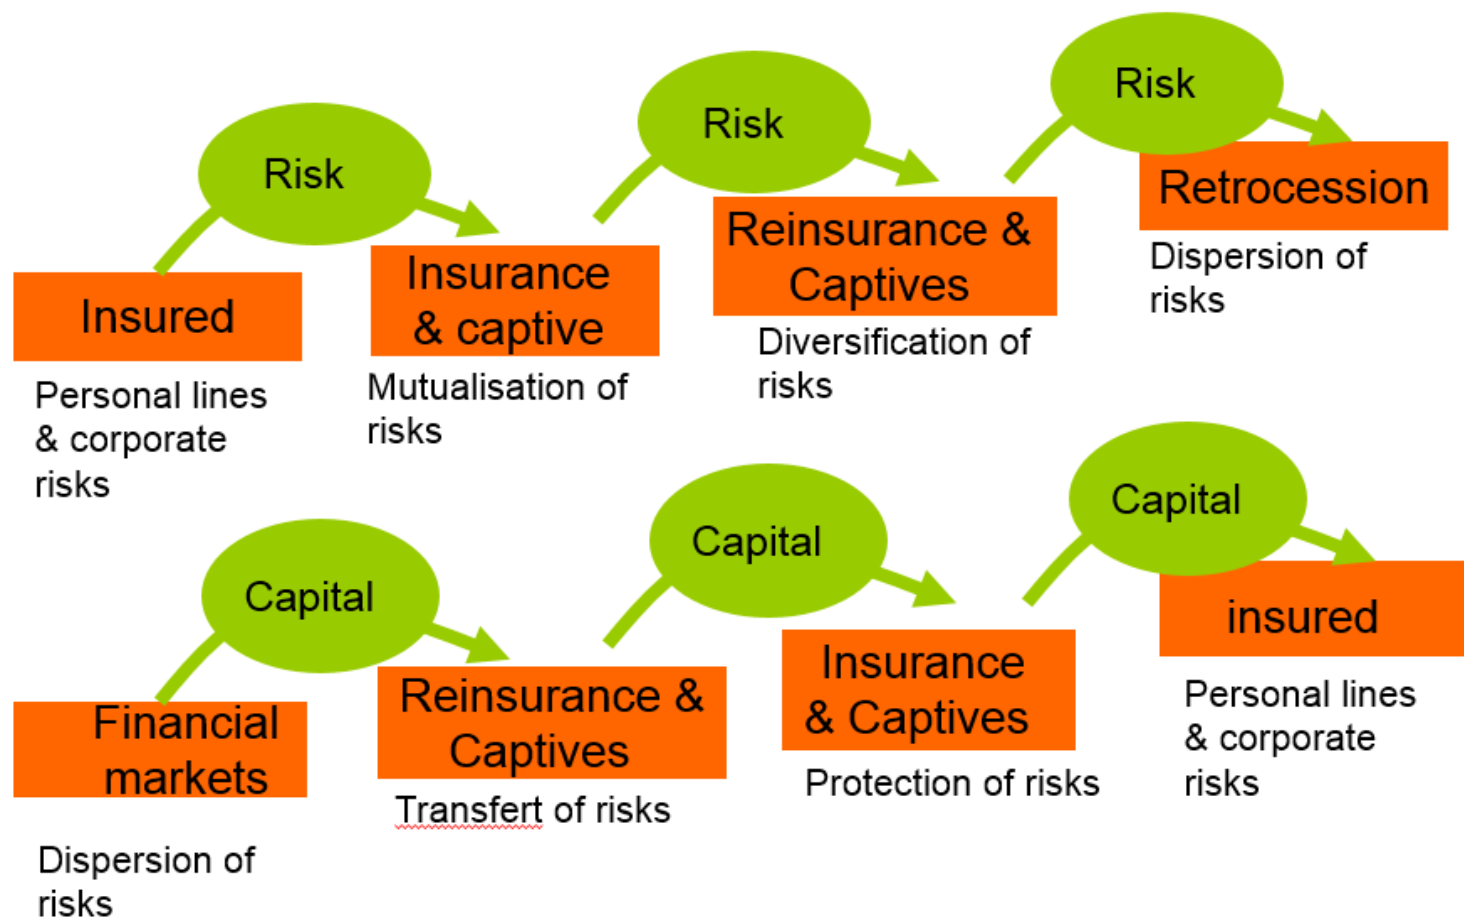 Risk
Risk
Risk
Insured
Personal lines
& corporate
risks
Insurance
& captive
Mutualisation of
risks
Reinsurance &
Captives
Diversification of
risks
Retrocession
Dispersion of
risks
Capital
Capital
Capital
Financial
markets
Dispersion of
risks
Reinsurance &
Captives
Transfert of risks
Insurance
& Captives
Protection of risks
insured
Personal lines
& corporate
risks